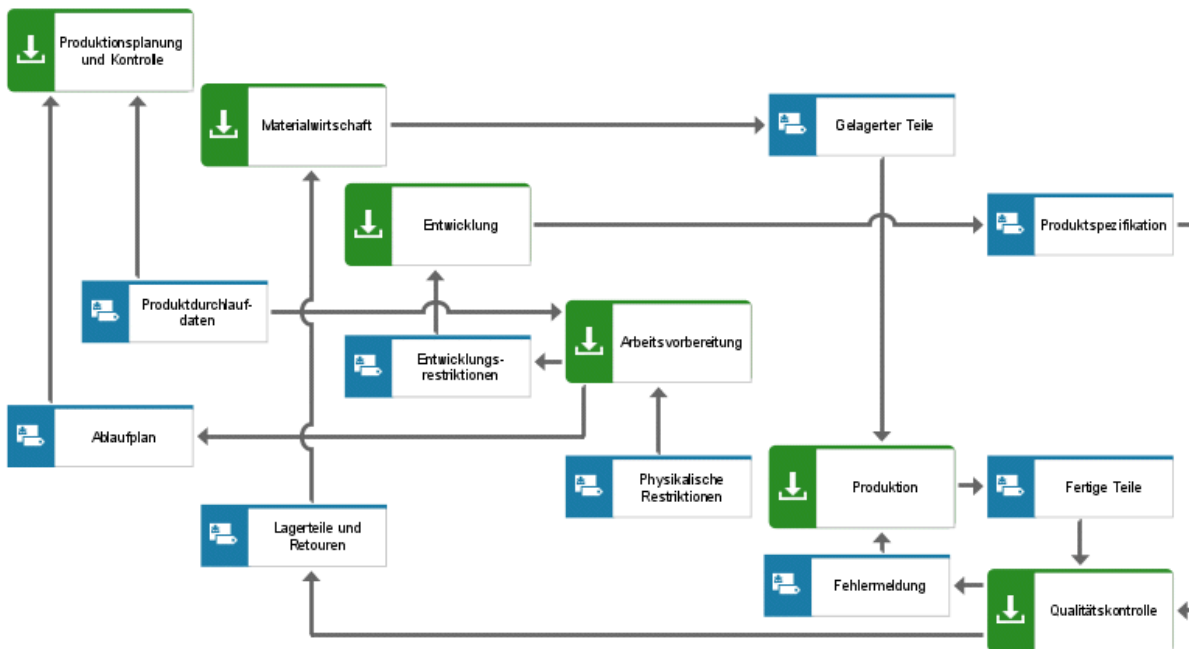 Produktionsplanung
und Kontrolle
Materialwirtschaft
Gelagerter Teile
Entwicklung
Produktspezifikation
Produktdurchlauf-
daten
Arbeitsvorbereitung
Entwicklungs-
restriktionen
Ablaufplan
Physikalische
Restriktionen
Produktion
Fertige Teile
Lagerteile und
Retouren
Fehlermeldung
Qualitätskontrolle